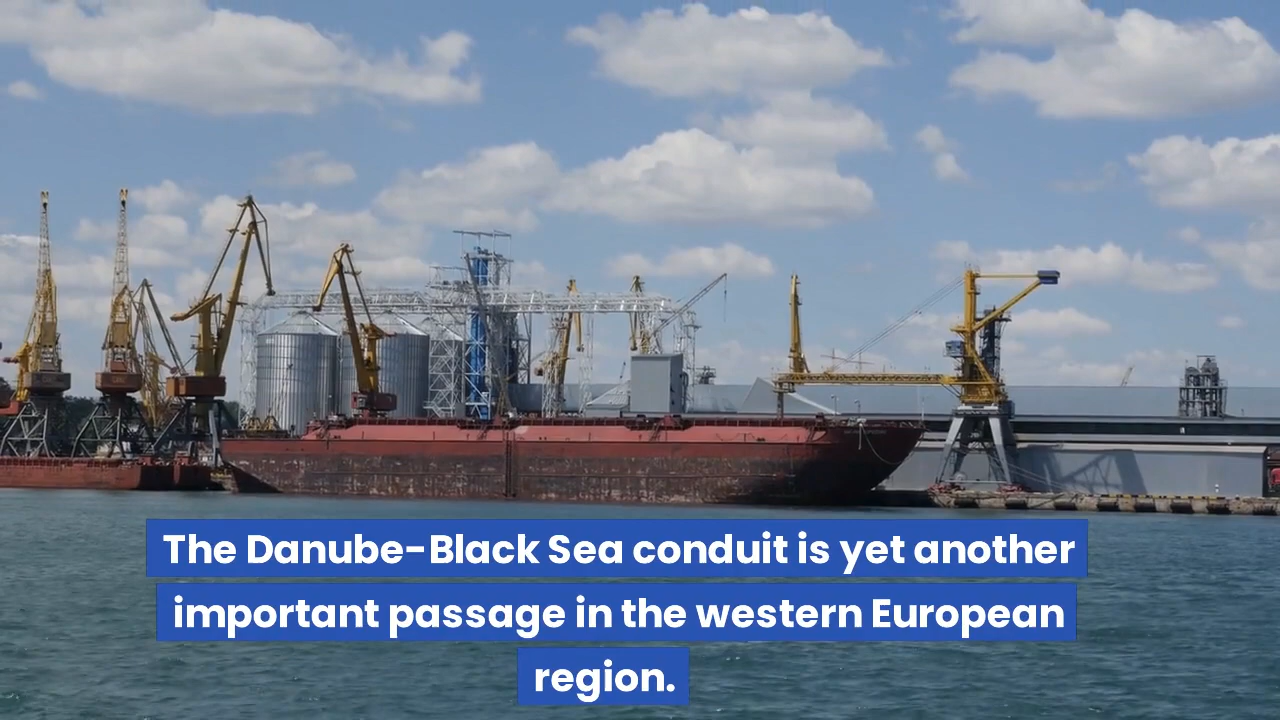 The Danube-Black Sea conduit is yet another
important passage in the western European
region.